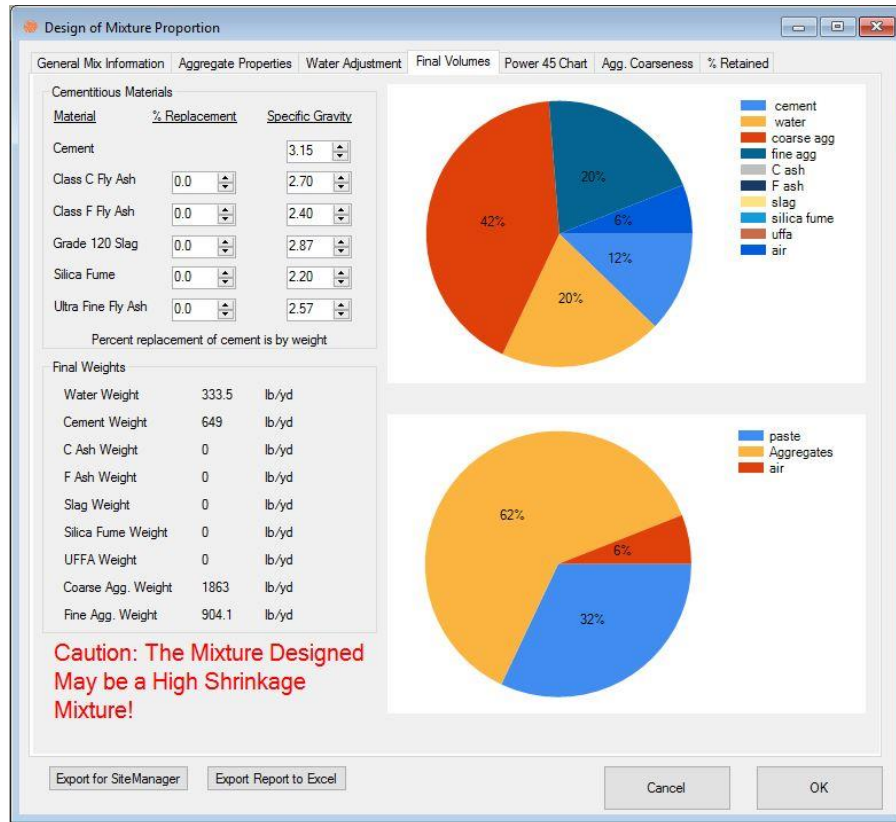 Design of Mixture Proportion
General Mix Information Aggregate Properties Water Adjustment Final Volumes Power 45 Chart Agg. Coarseness % Retained
Cementitious Materials
Material % Replacement Specific Gravity
Cement 3.15
Class C Fly Ash 0.0 2.70
Class F Fly Ash 0.0 2.40
Grade 120 Slag 0.0 2.87
Silica Fume 0.0 2.20
Ultra Fine Fly Ash 0.0 2.57
Percent replacement of cement is by weight
Final Weights
Water Weight 333.5 lb/yd
Cement Weight 649 lb/yd
C Ash Weight 0 lb/yd
F Ash Weight 0 lb/yd
Slag Weight 0 lb/yd
Silica Fume Weight 0 lb/yd
UFFA Weight 0 lb/yd
Coarse Agg. Weight 1863 lb/yd
Fine Agg. Weight 904.1 lb/yd
Caution: The Mixture Designed
May be a High Shrinkage
Mixture!
20%
6%
42%
12%
20%
cement
water
coarse agg
fine agg
C ash
F ash
slag
silica fume
uffa
air
62%
6%
32%
paste
Aggregates
air
Export for SiteManager Export Report to Excel Cancel OK